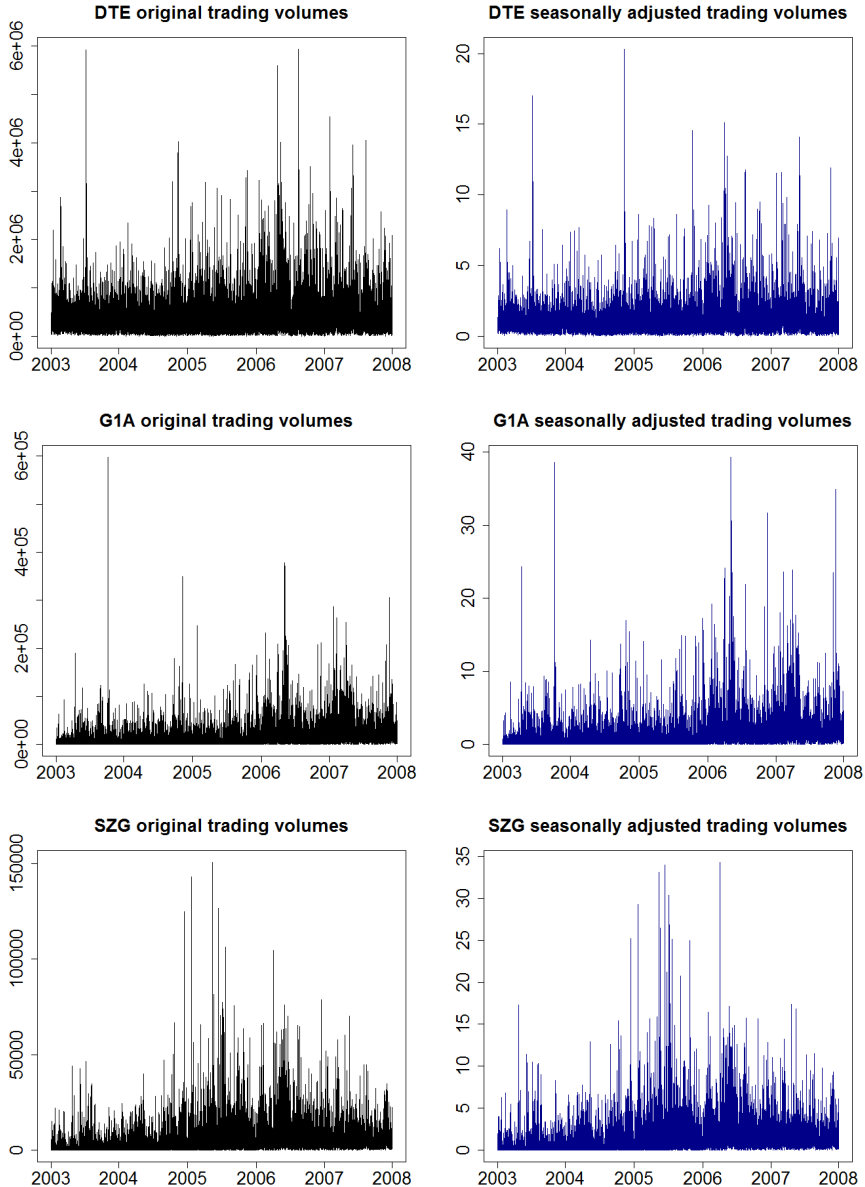 DTE original trading volumes
0e+00
2e+06
4e+06
6e+06
2003 2004 2005 2006 2007 2008
DTE seasonally adjusted trading volumes
0
5
10
15
20
2003 2004 2005 2006 2007 2008
G1A original trading volumes
0e+00
2e+05
4e+05
6e+05
2003 2004 2005 2006 2007 2008
G1A seasonally adjusted trading volumes
0
10
20
30
40
2003 2004 2005 2006 2007 2008
SZG original trading volumes
0
50000
100000
150000
2003 2004 2005 2006 2007 2008
SZG seasonally adjusted trading volumes
0
5
10
15
20
25
30
35
2003 2004 2005 2006 2007 2008